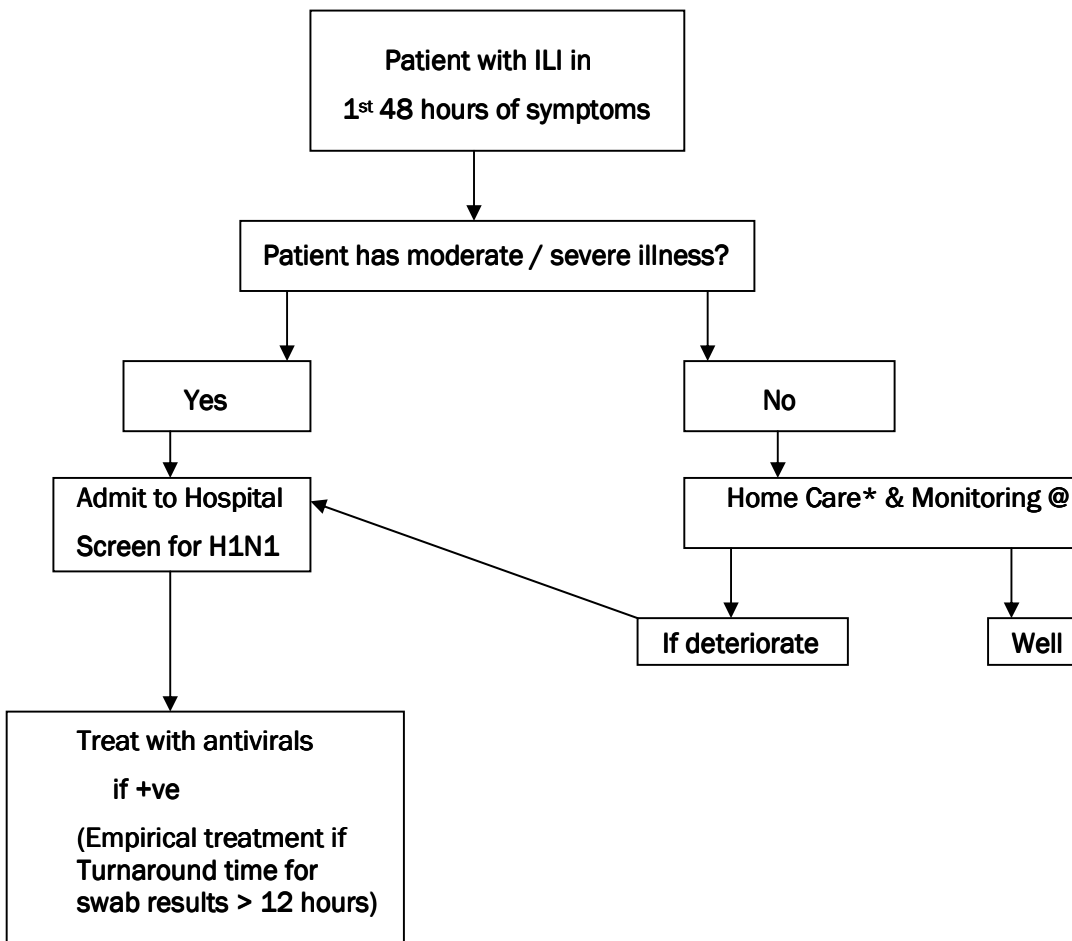 Patient with ILI in
1st 48 hours of symptoms
Patient has moderate / severe illness?
Yes
No
Admit to Hospital
Screen for H1N1
Home Care* & Monitoring @
If deteriorate
Well
Treat with antivirals
if +ve
(Empirical treatment if
Turnaround time for
swab results > 12 hours)